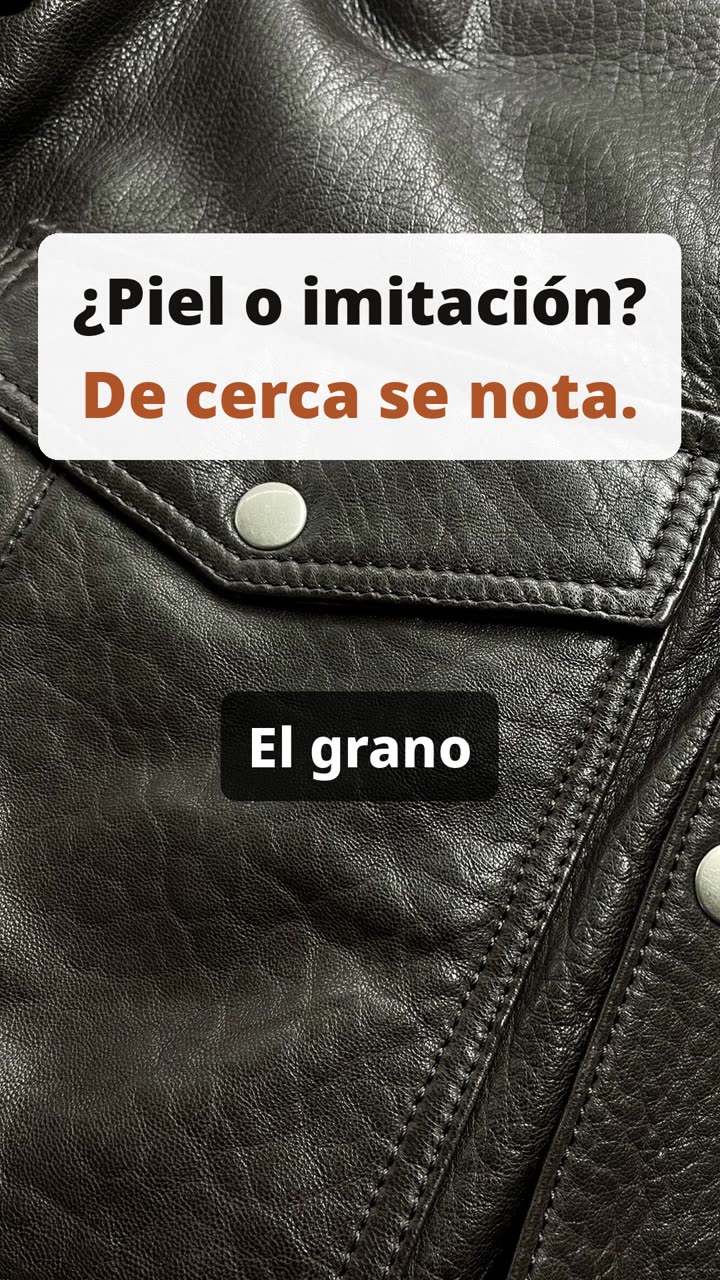 ¿Piel o imitación?
De cerca se nota.
El grano